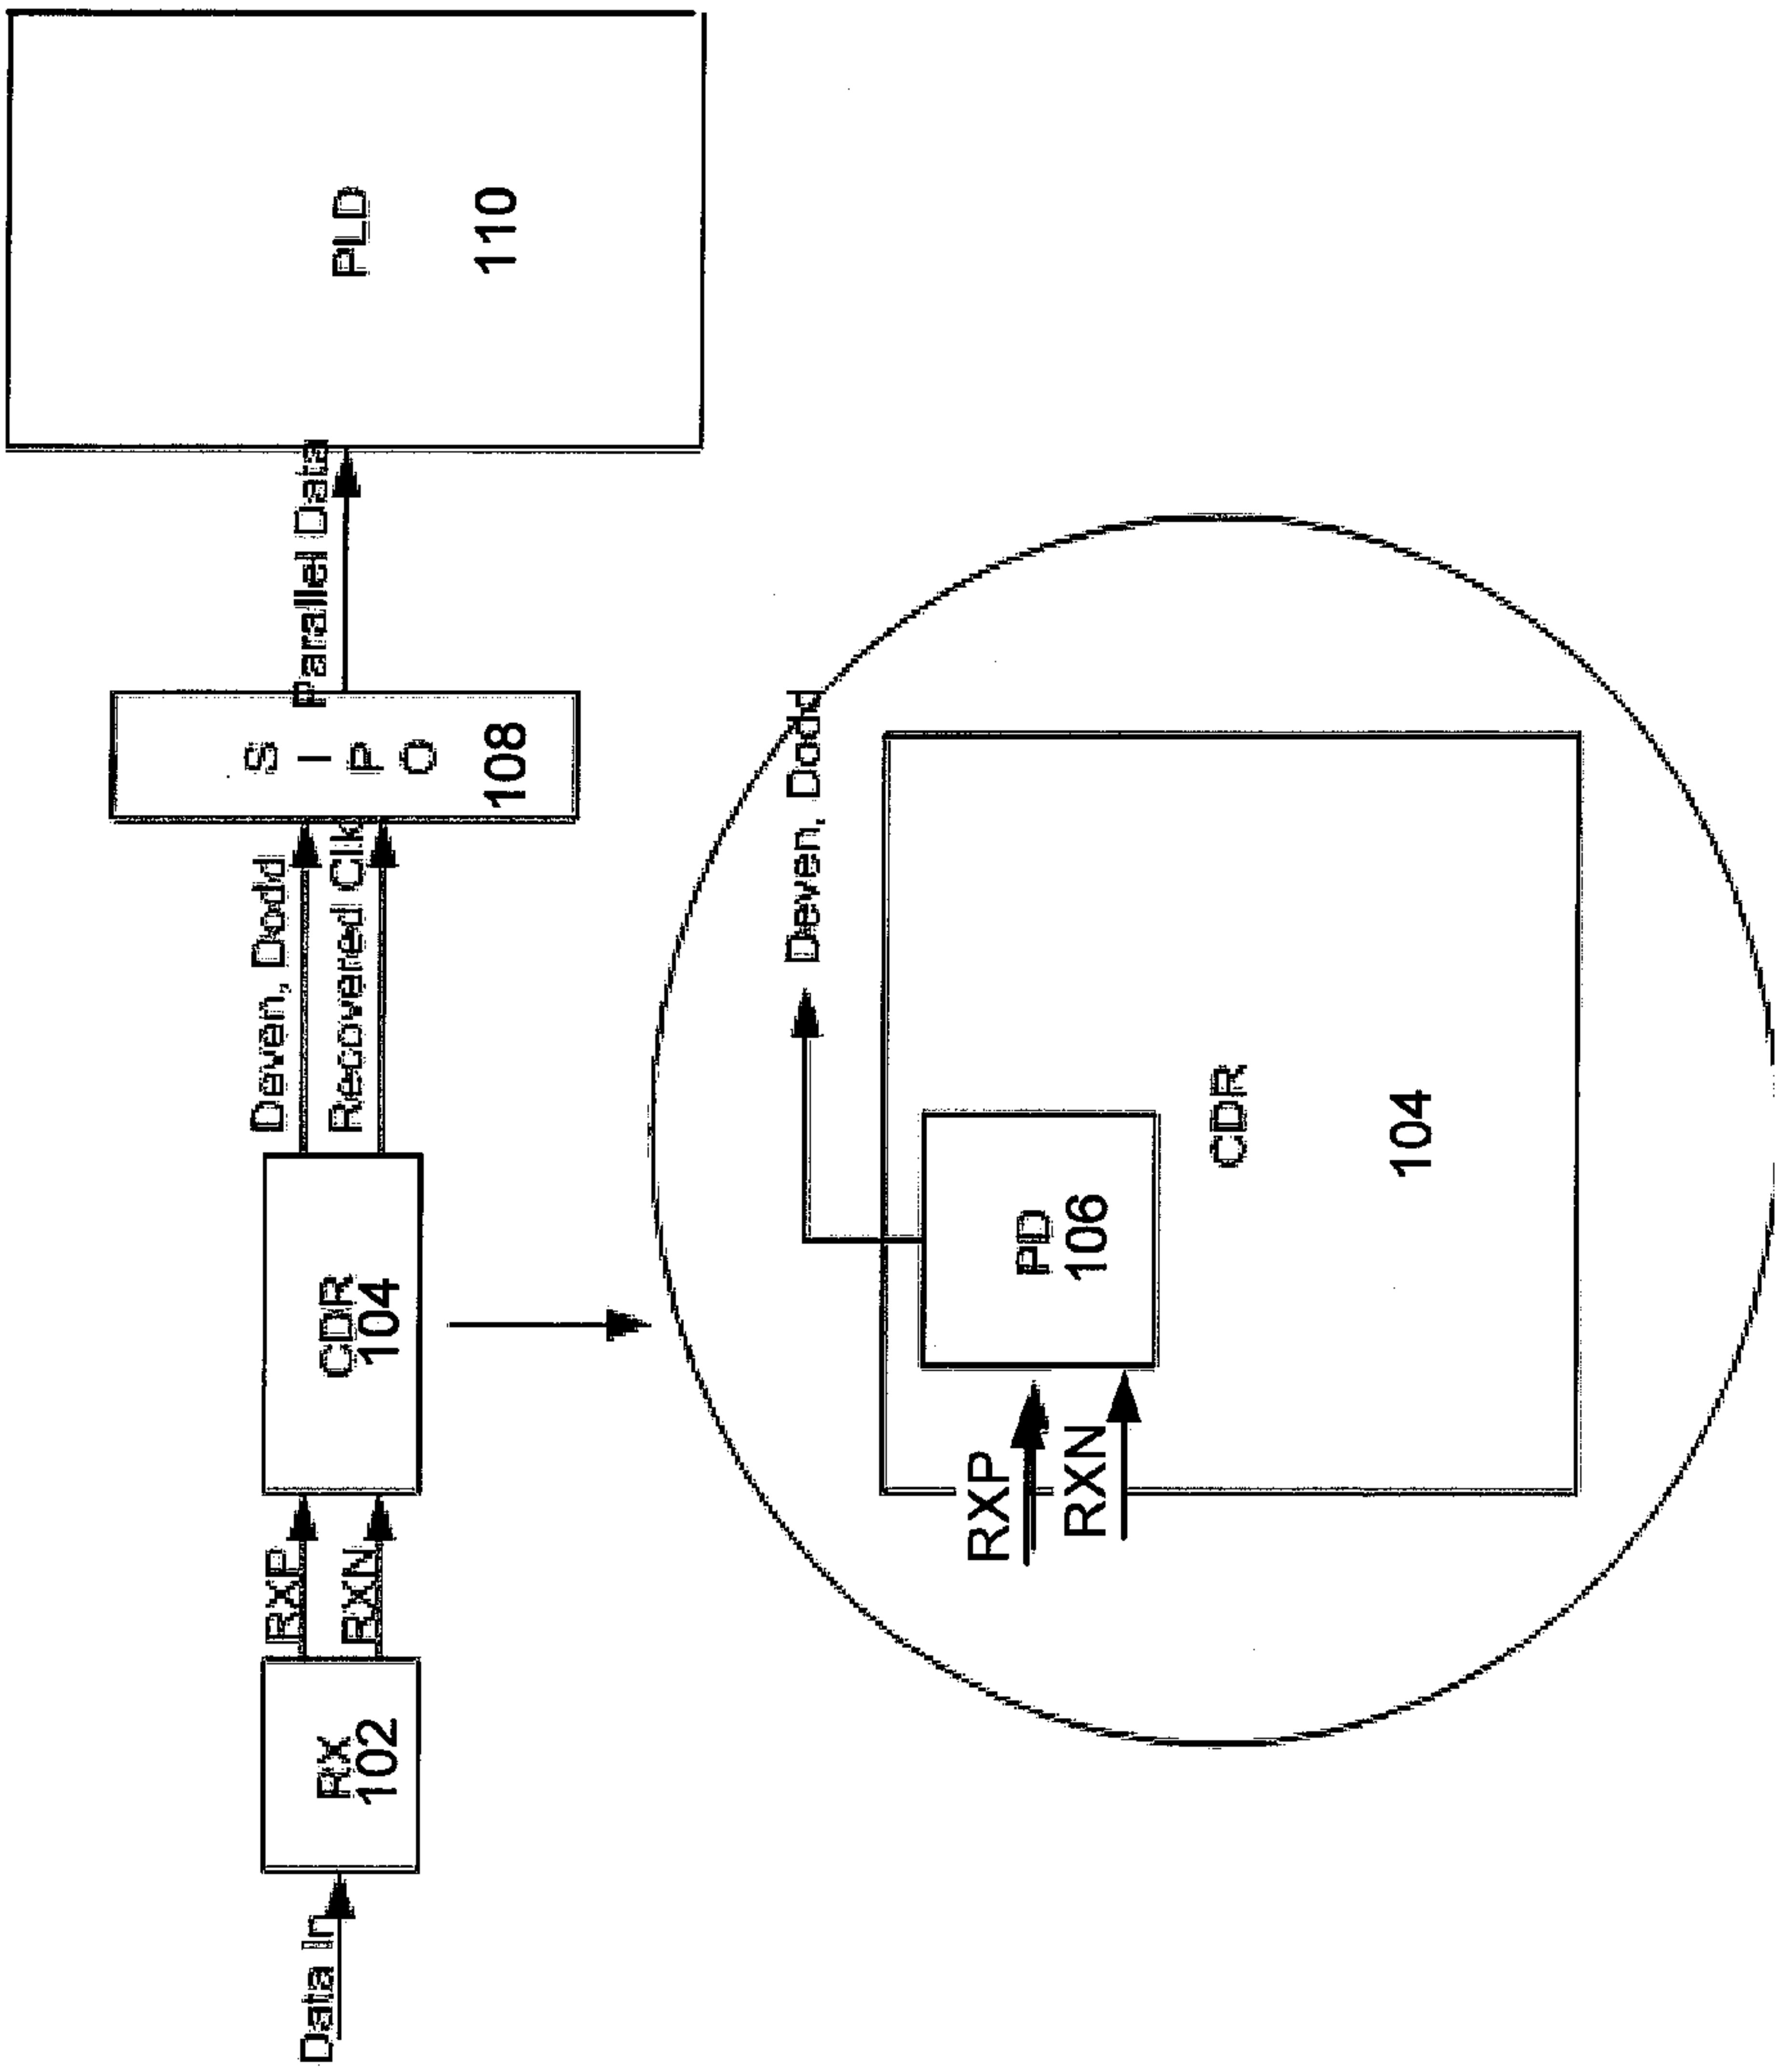 Data In
RX
102
RXP
RXN
CDR
104
Deven, Dodd
Recovered Clk
S
I
P
O
108
Parallel Data
PLD
110
RXP
RXN
PD
106
Deven, Dodd
CDR
104